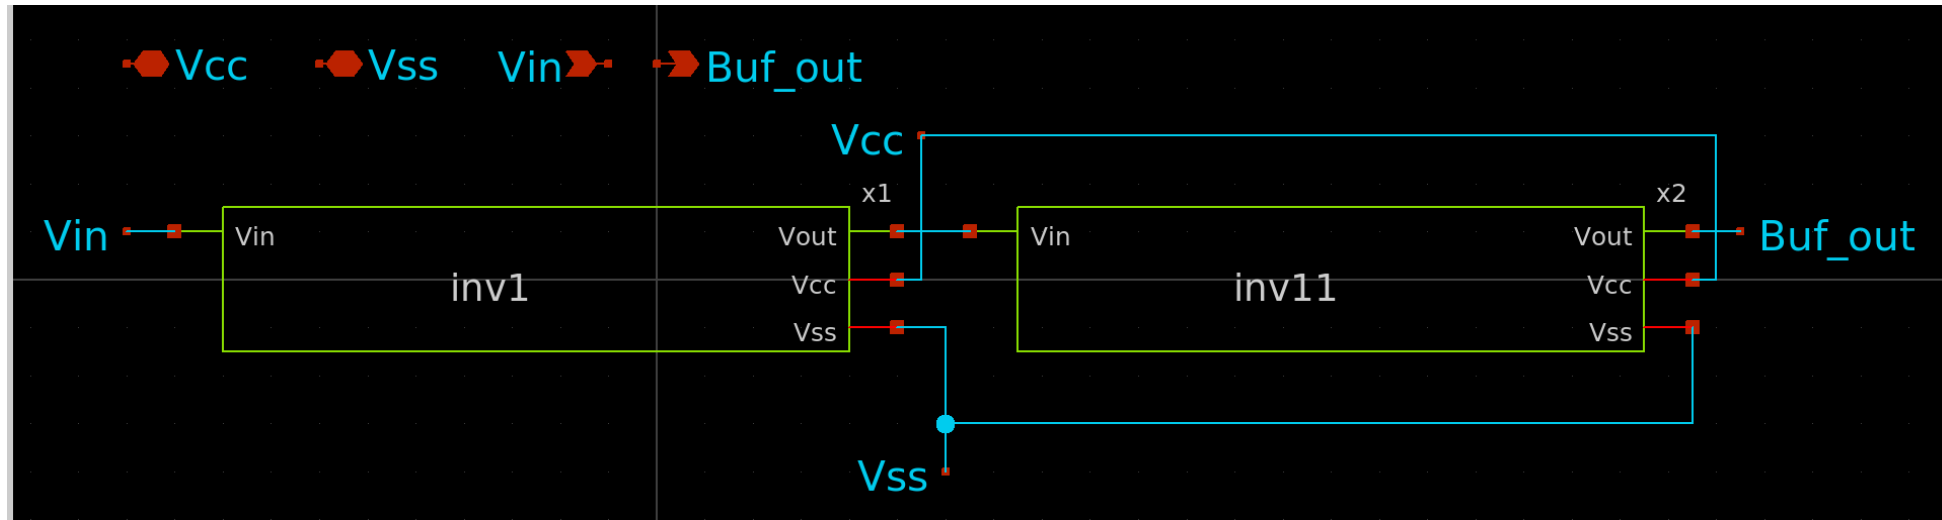 Vcc Vss Vin Buf_out
Vcc
x1 x2
Vin Vin Vout Vin Vout Buf_out
inv1 Vcc inv11 Vcc
Vss Vss
Vss